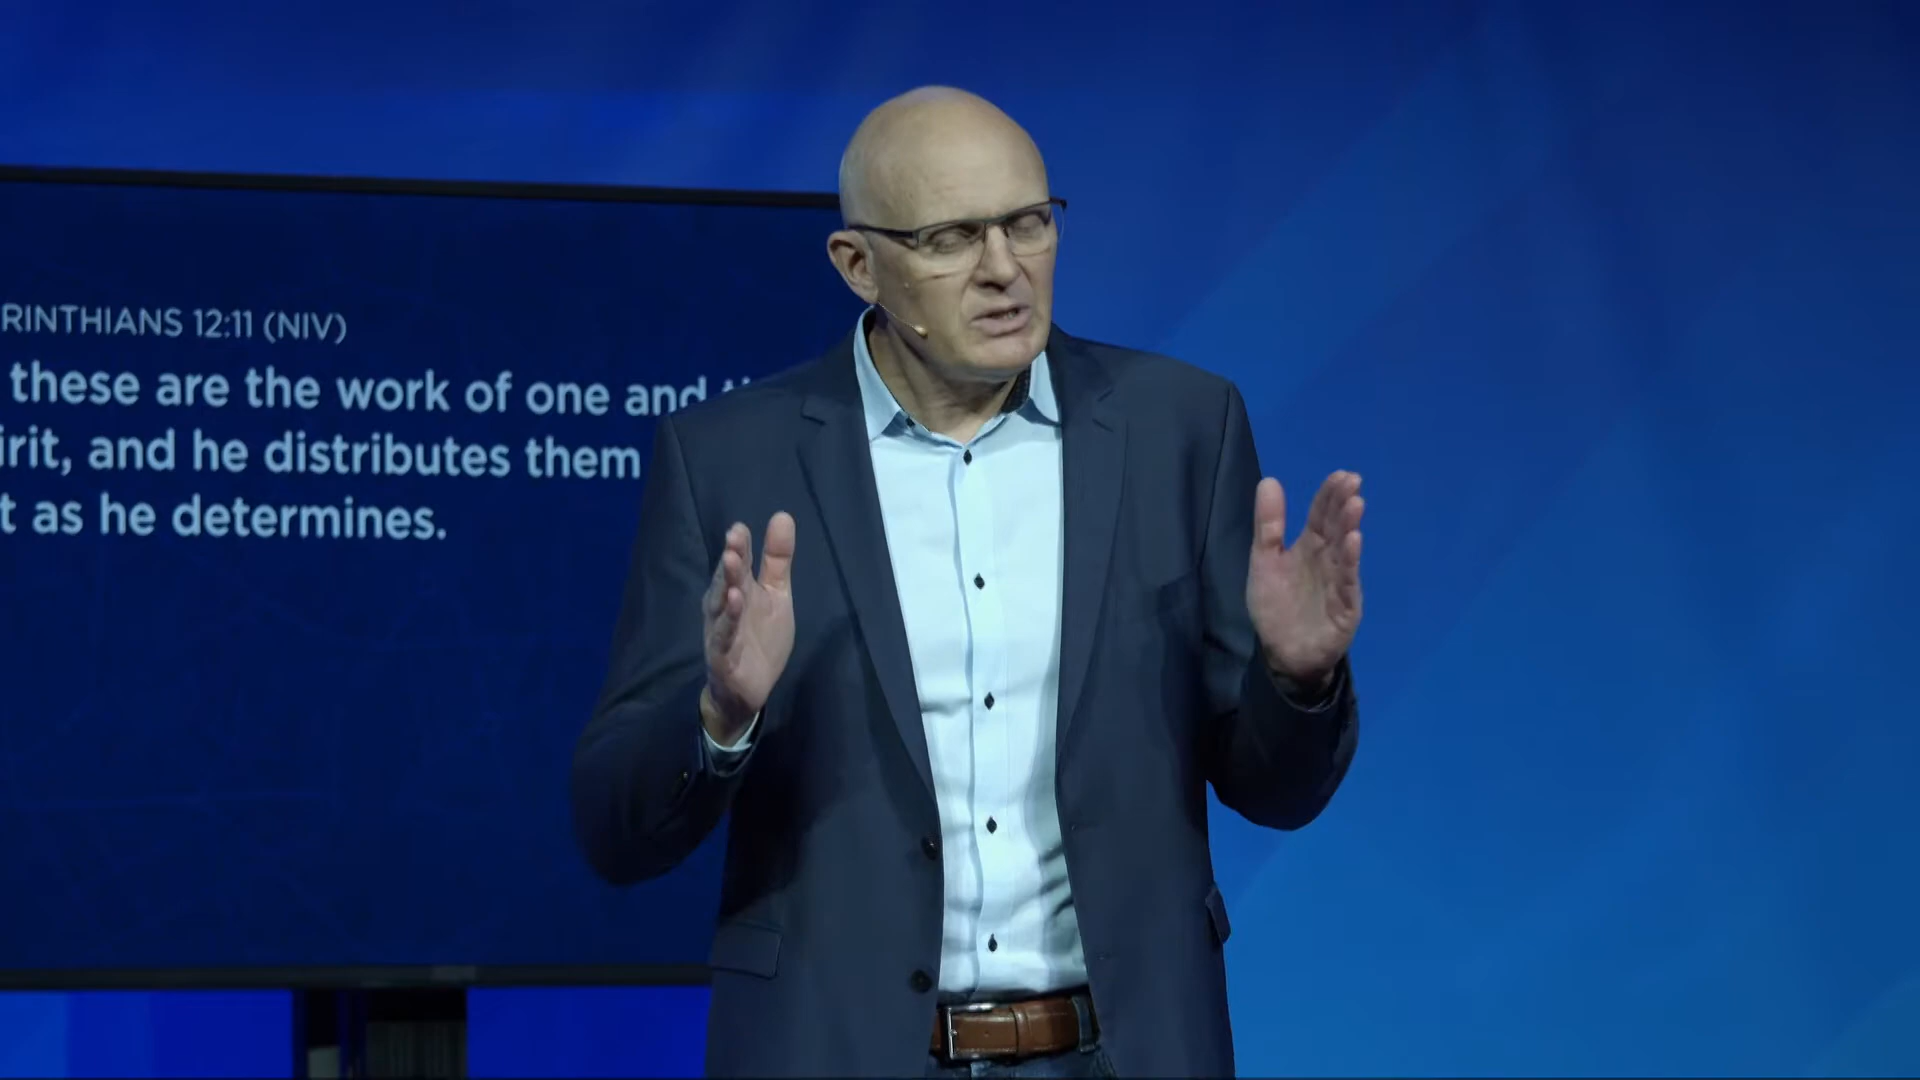 RINTHIANS 12:11 (NIV)
these are the work of one and
irit, and he distributes them
t as he determines.